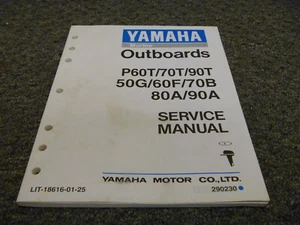 YAMAHA
Outboards
P60T/70T/90T
50G/60F/70B
80A/90A
SERVICE
MANUAL
YAMAHA MOTOR CO.,LTD.
LIT-18616-01-25
290230